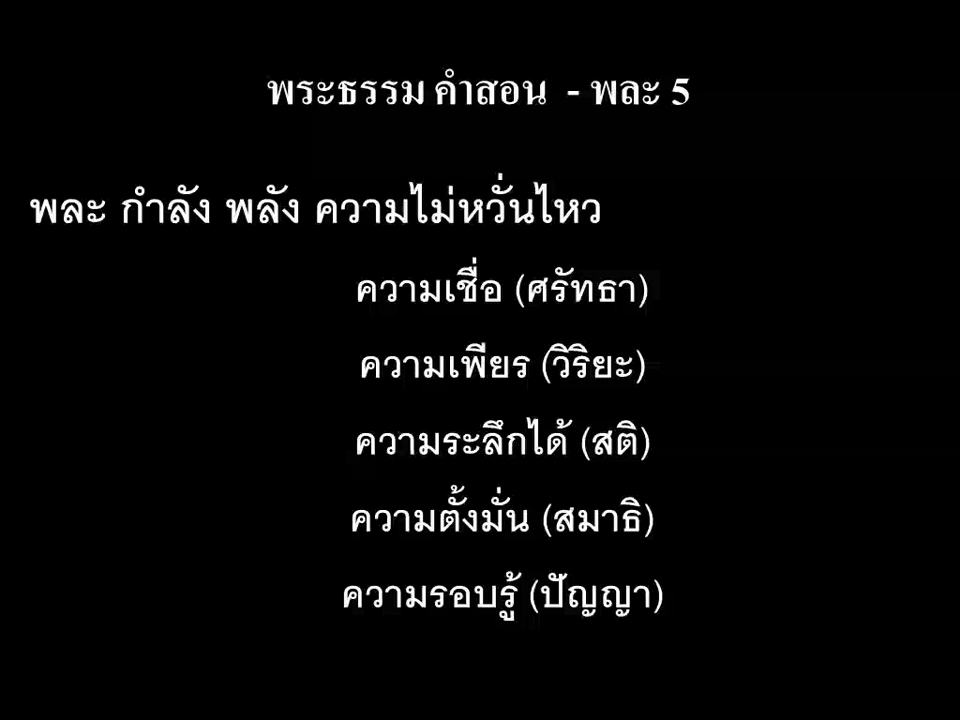 พระธรรม คำสอน - พละ 5
พละ กำลัง พลัง ความไม่หวั่นไหว
ความเชื่อ (ศรัทธา)
ความเพียร (วิริยะ)
ความระลึกได้ (สติ)
ความตั้งมั่น (สมาธิ)
ความรอบรู้ (ปัญญา)